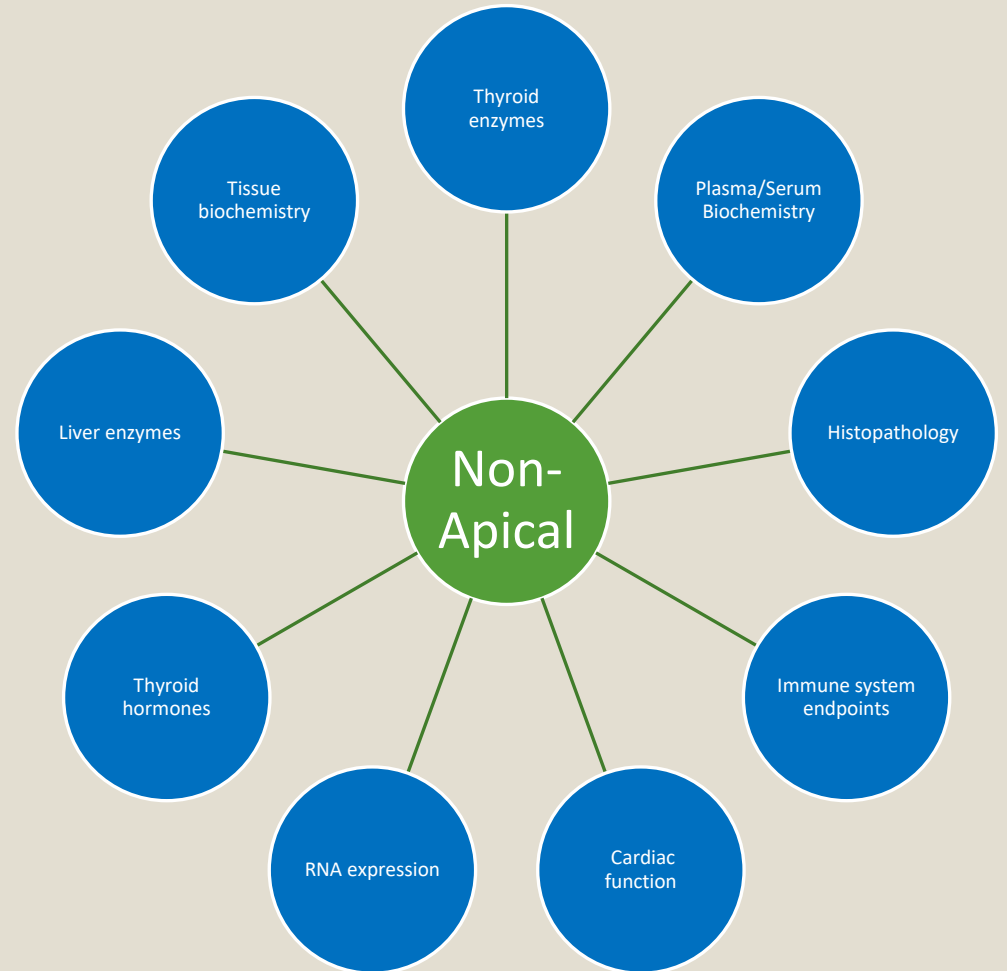 Thyroid
enzymes
Plasma/Serum
Biochemistry
Histopathology
Immune system
endpoints
Cardiac
function
RNA expression
Thyroid
hormones
Liver enzymes
Tissue
biochemistry
Non-
Apical